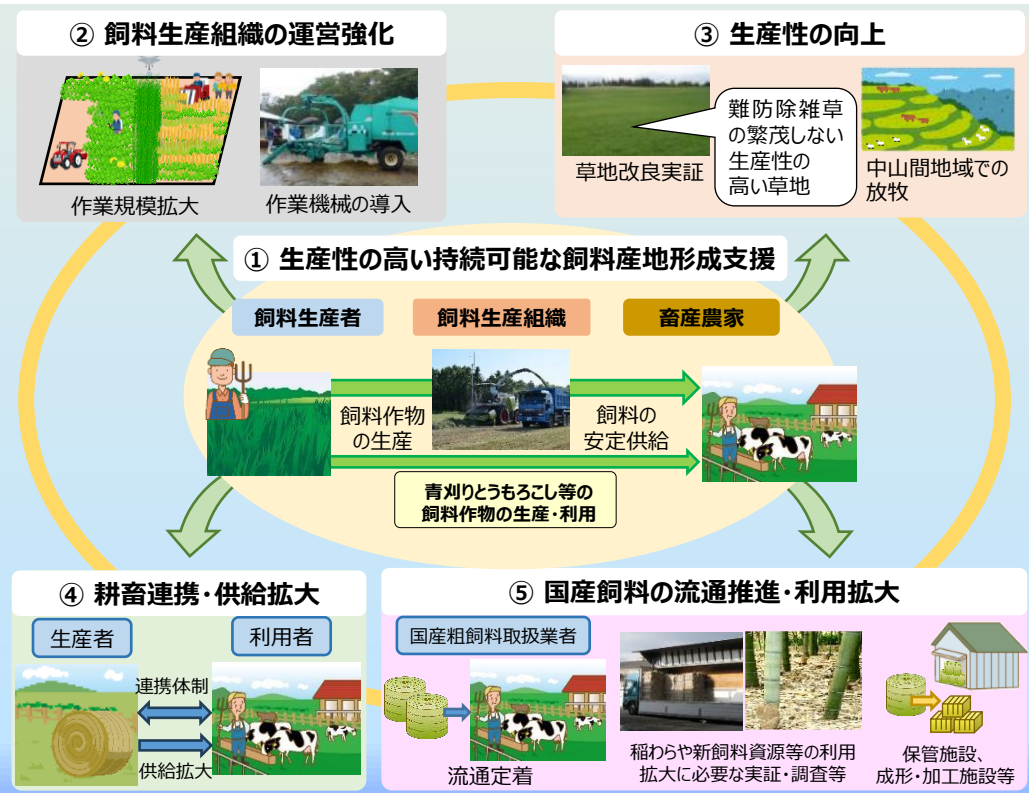 ② 飼料生産組織の運営強化
作業規模拡大
作業機械の導入
③ 生産性の向上
草地改良実証
難防除雑草
の繁茂しない
生産性の
高い草地
中山間地域での
放牧
① 生産性の高い持続可能な飼料産地形成支援
飼料生産者
飼料生産組織
畜産農家
飼料作物
の生産
飼料の
安定供給
青刈りとうもろこし等の
飼料作物の生産・利用
④ 耕畜連携・供給拡大
生産者
利用者
連携体制
供給拡大
⑤ 国産飼料の流通推進・利用拡大
国産粗飼料取扱業者
流通定着
稲わらや新飼料資源等の利用
拡大に必要な実証・調査等
保管施設、
成形・加工施設等